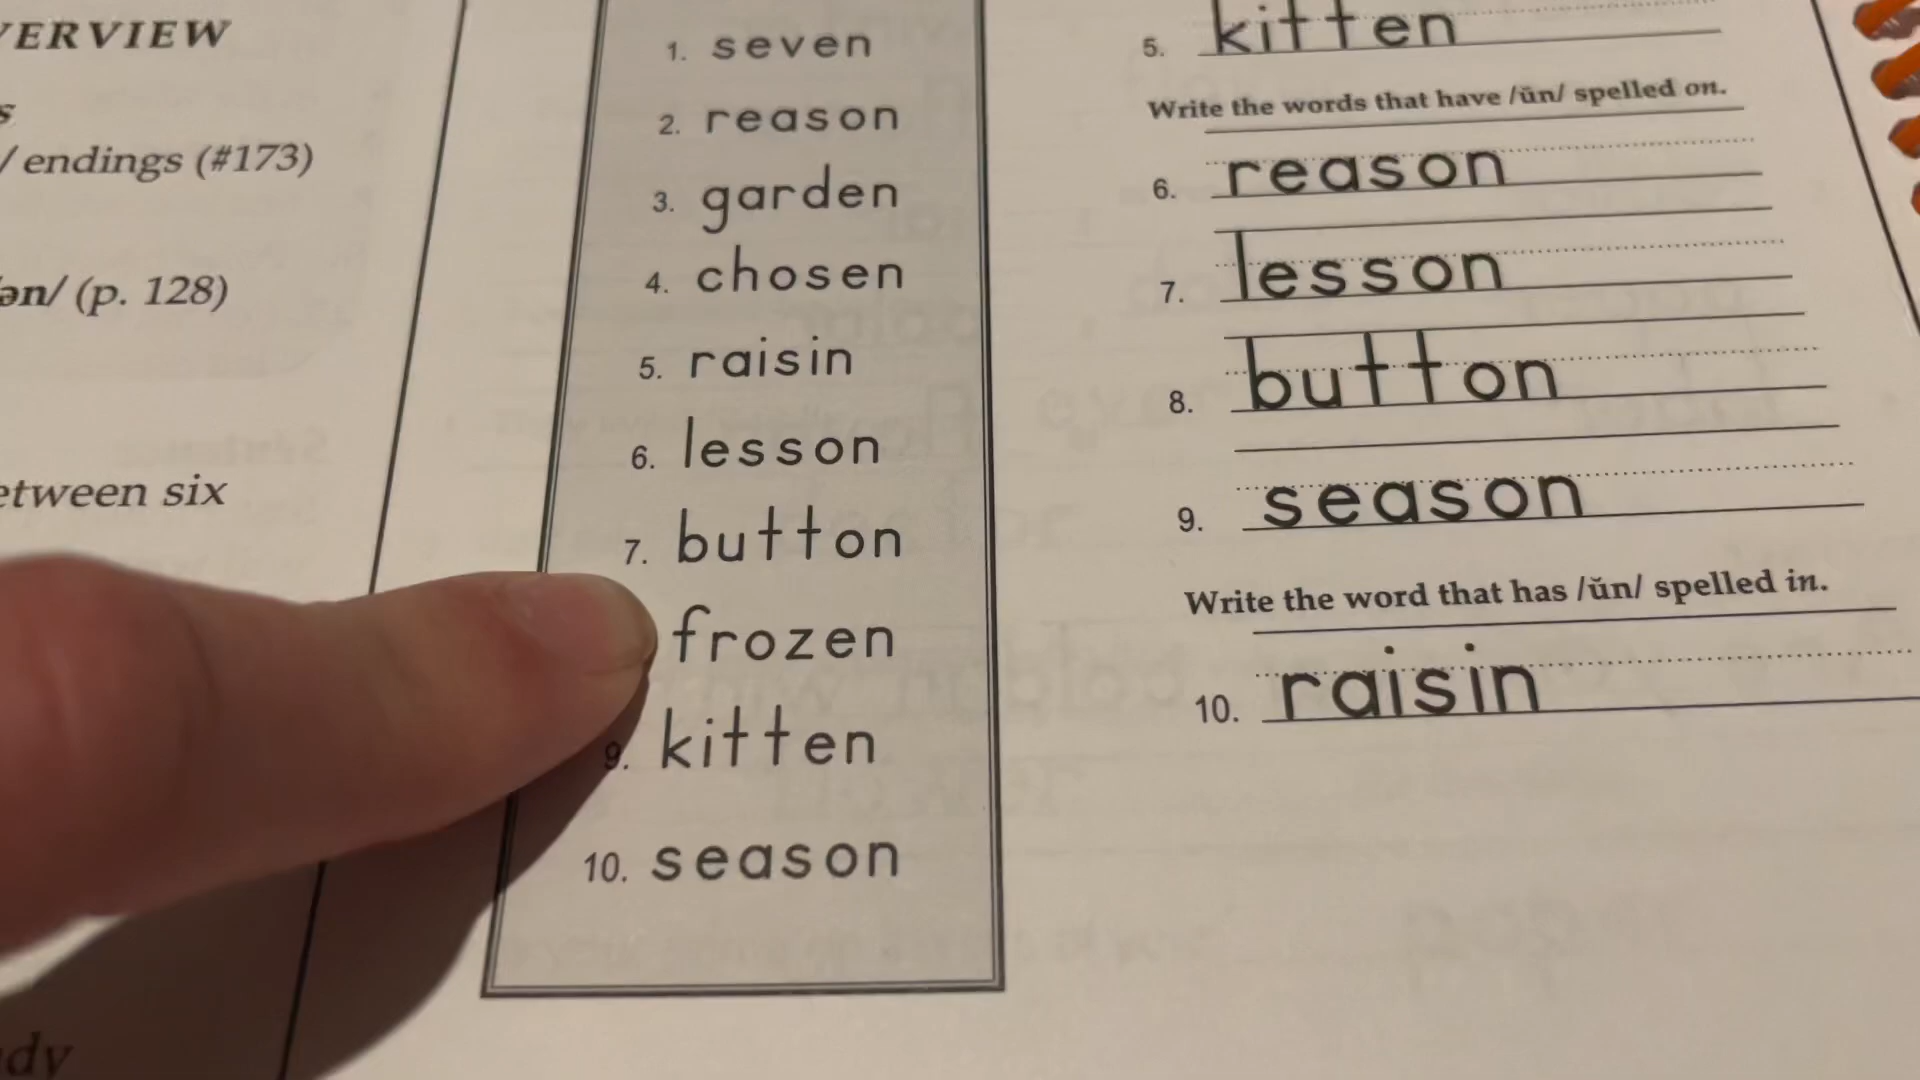 VERVIEW
s
/ endings (#173)
ən/ (p. 128)
etween six
dy
1. seven
2. reason
3. garden
4. chosen
5. raisin
6. lesson
7. button
frozen
9. kitten
10. season
5. kitten
Write the words that have /ŭn/ spelled on.
6. reason
7. lesson
8. button
9. season
Write the word that has /ŭn/ spelled in.
10. raisin